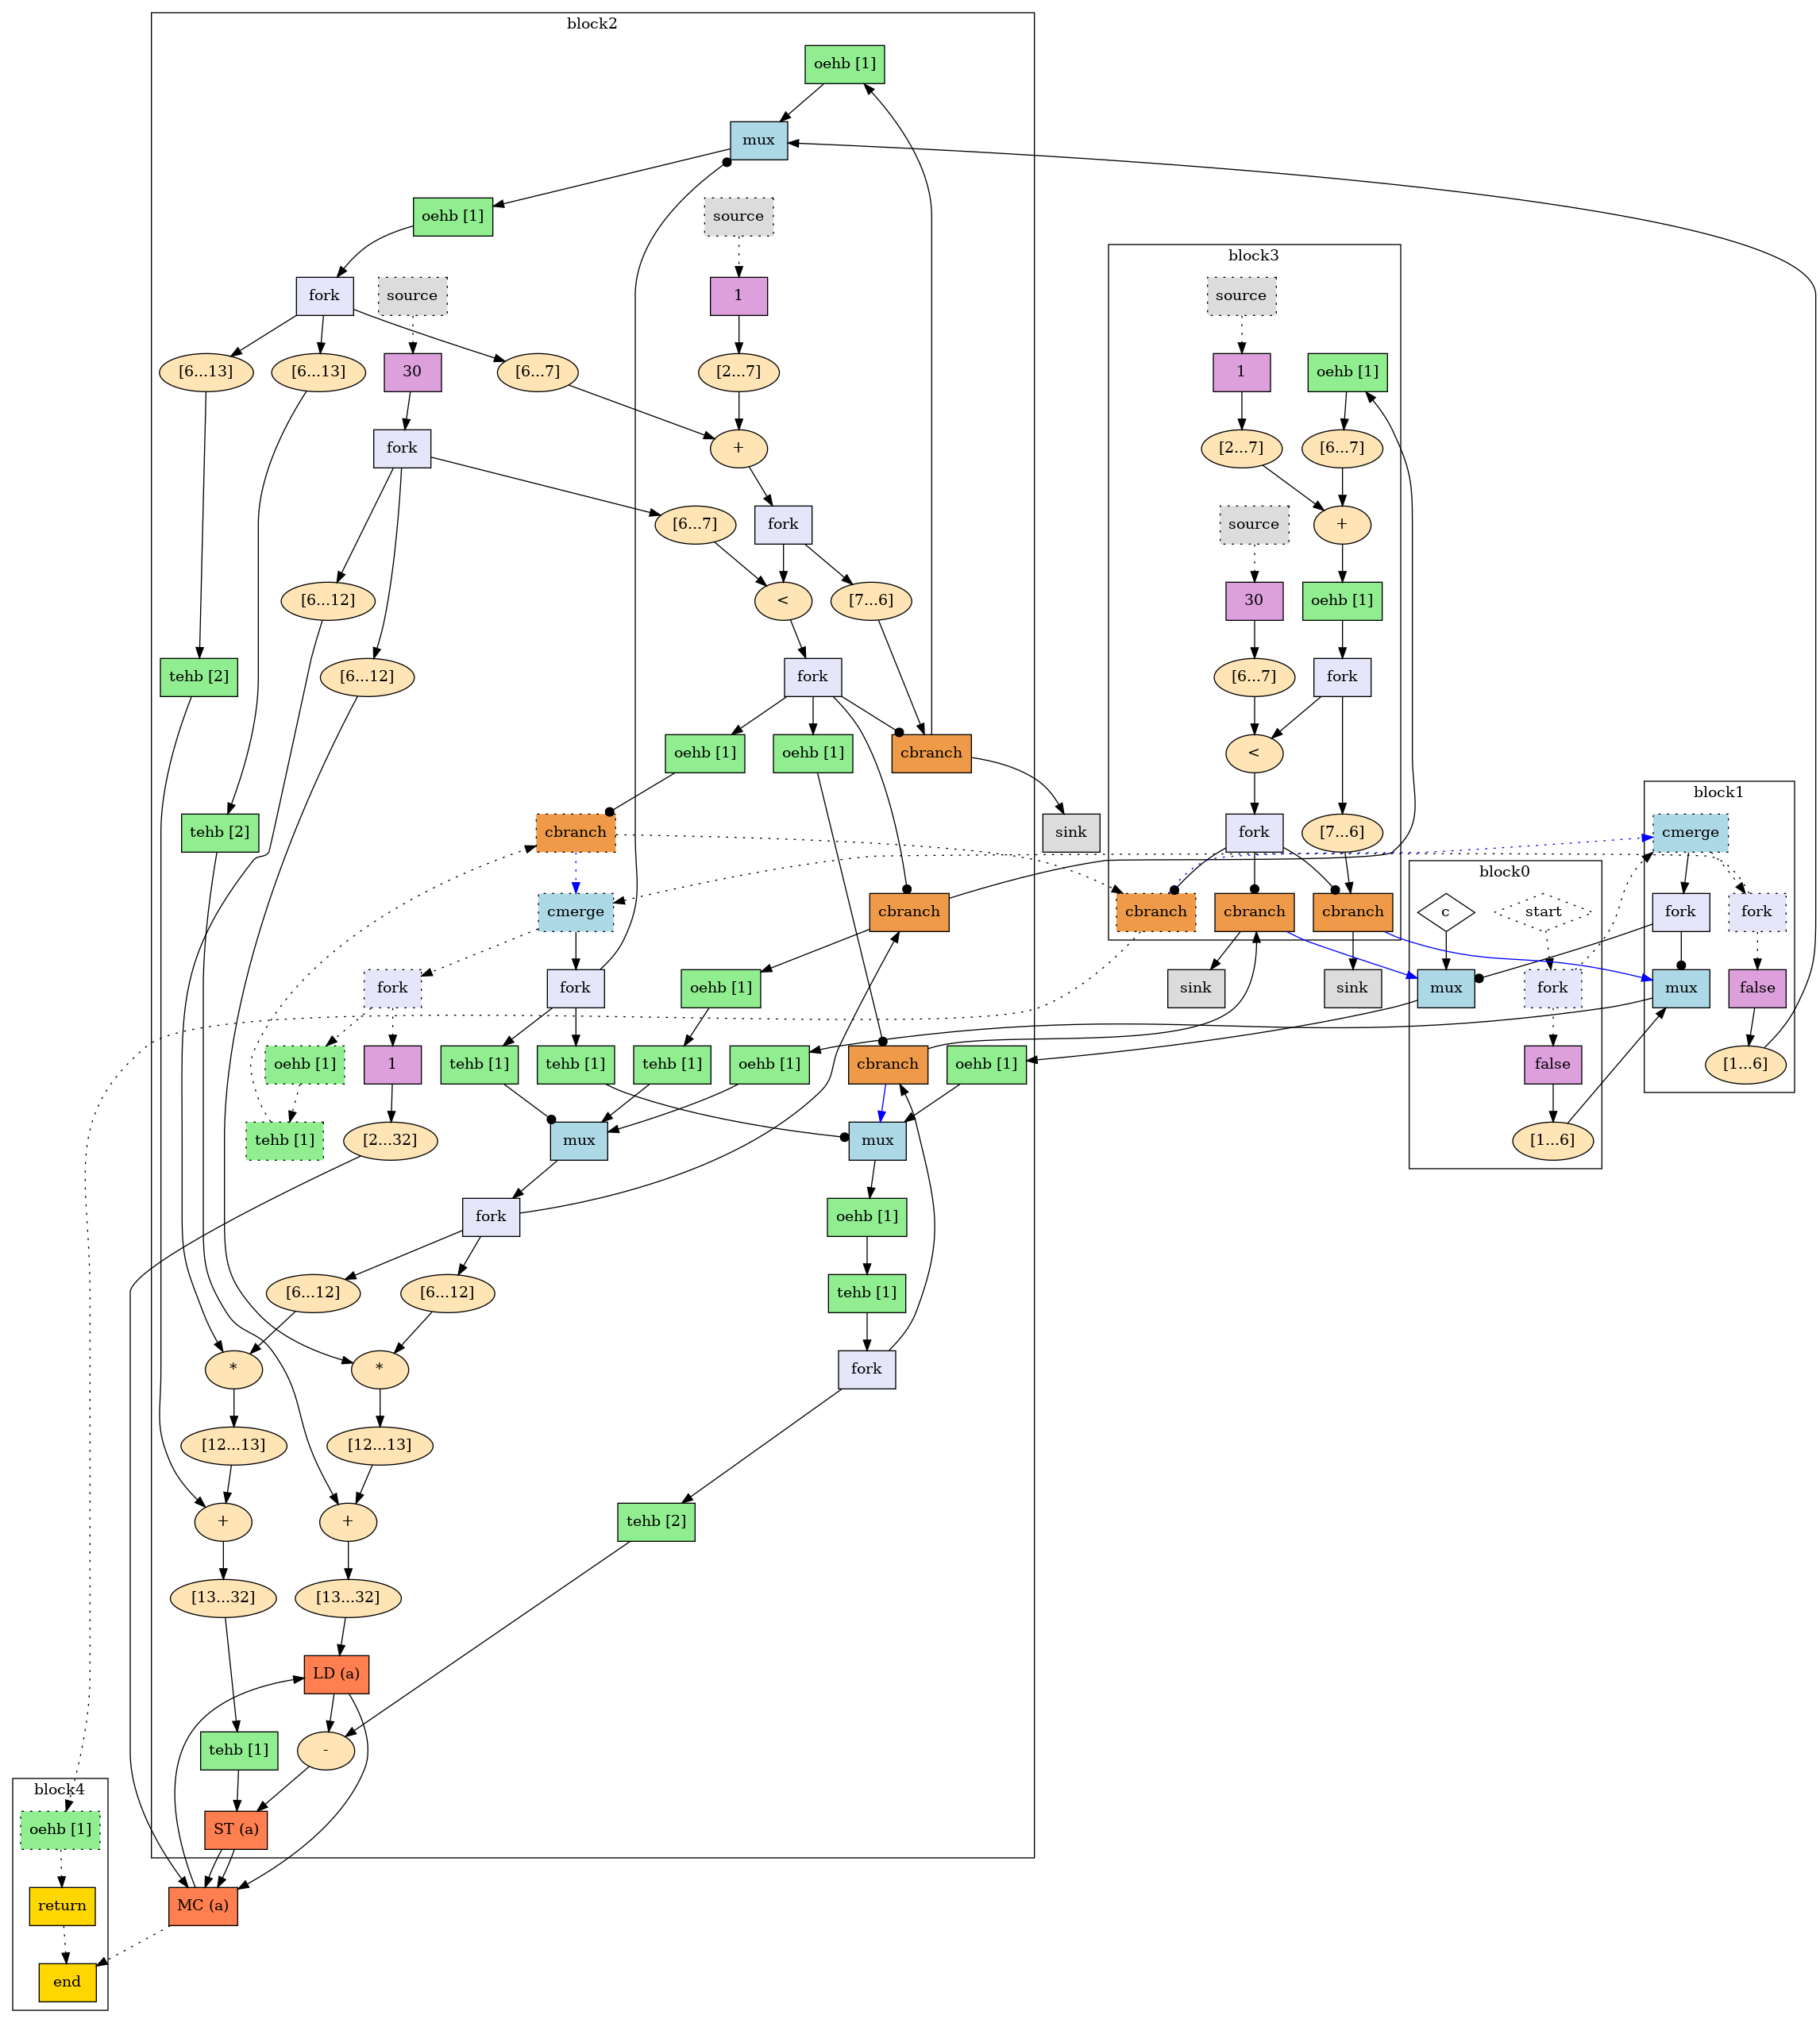 block2
oehb [1]
mux
oehb [1]
source
block3
fork
source
1
source
[6...13]
[6...13]
30
[6...7]
[2...7]
1
oehb [1]
fork
+
[2...7]
[6...7]
[6...7]
fork
source
+
[6...12]
<
[7...6]
30
oehb [1]
tehb [2]
[6...12]
fork
[6...7]
fork
oehb [1]
oehb [1]
cbranch
<
block1
tehb [2]
cbranch
sink
fork
[7...6]
cmerge
block0
cmerge
cbranch
cbranch
cbranch
cbranch
c
start
fork
fork
fork
fork
oehb [1]
sink
sink
mux
fork
mux
false
oehb [1]
1
tehb [1]
tehb [1]
tehb [1]
oehb [1]
cbranch
oehb [1]
false
[1...6]
tehb [1]
[2...32]
mux
mux
[1...6]
fork
oehb [1]
[6...12]
[6...12]
tehb [1]
*
*
fork
[12...13]
[12...13]
+
+
tehb [2]
[13...32]
[13...32]
LD (a)
tehb [1]
-
block4
oehb [1]
ST (a)
return
MC (a)
end